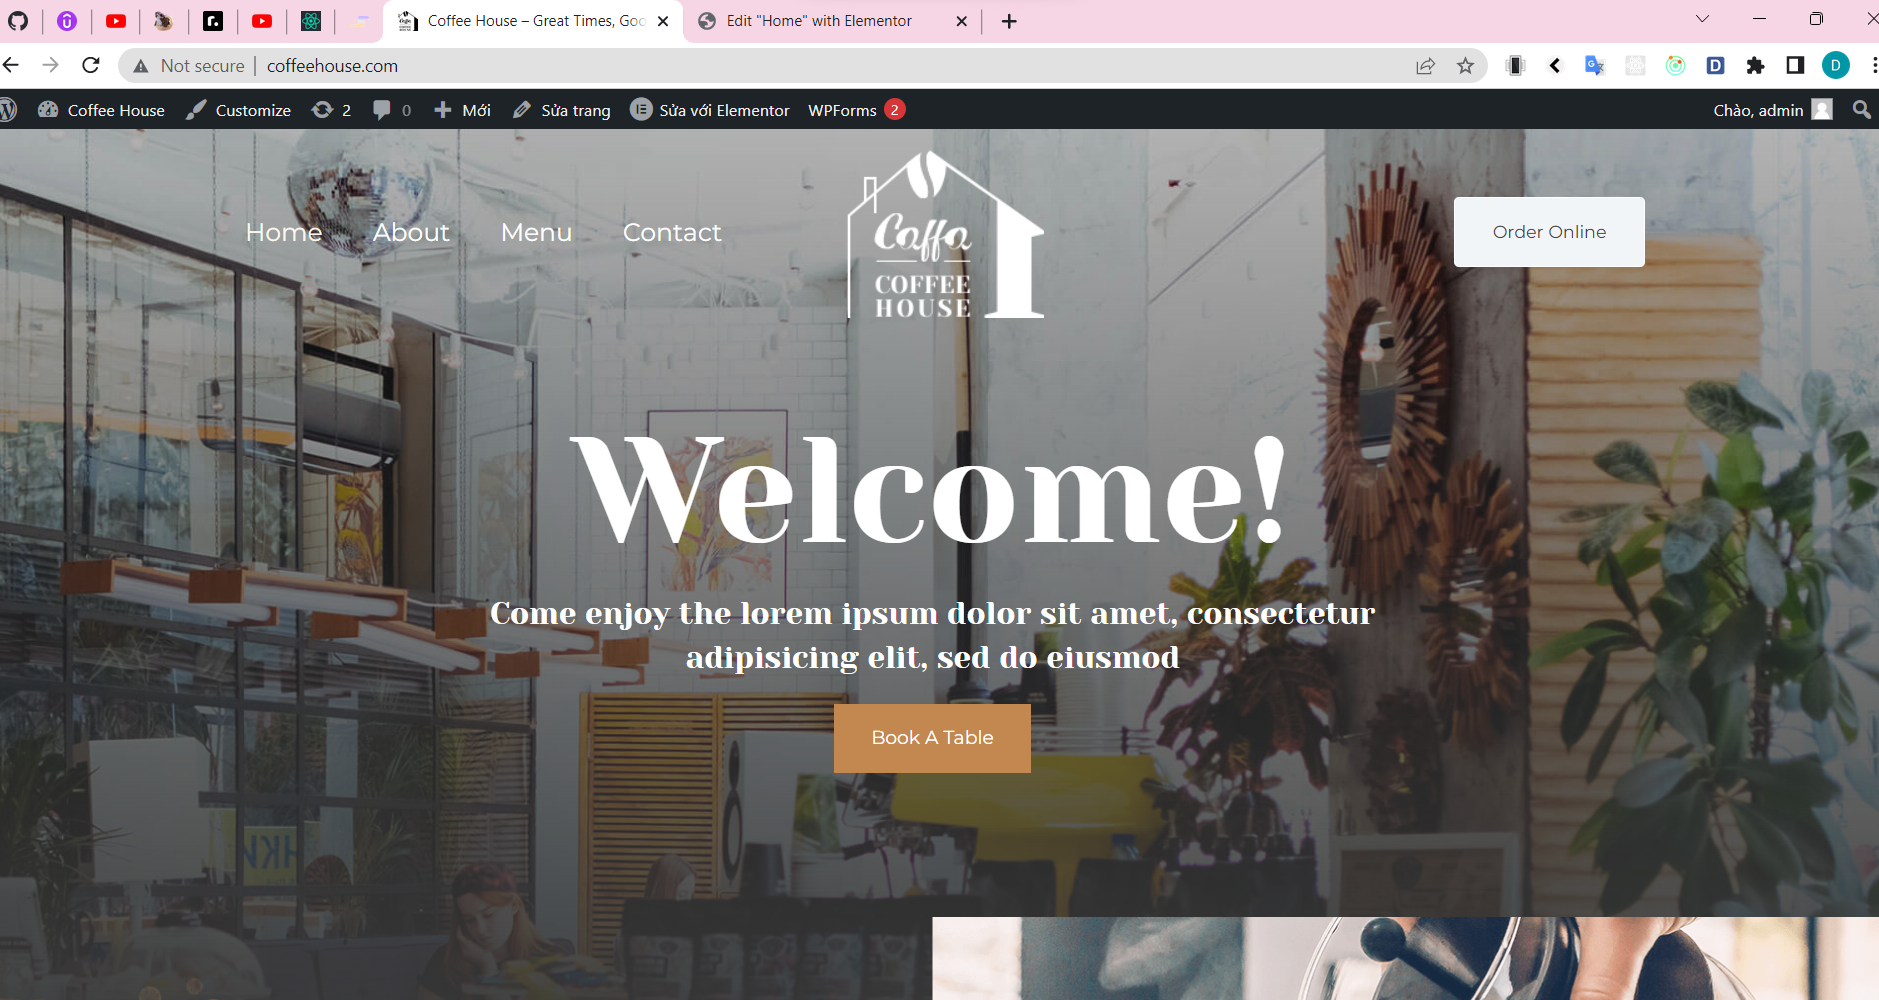 Coffee House – Great Times, Goo
Edit "Home" with Elementor
Not secure
coffeehouse.com
Coffee House
Customize
2
0
Mới
Sửa trang
Sửa với Elementor
WPForms
2
Chào, admin
Home
About
Menu
Contact
Caffa
COFFEE
HOUSE
Order Online
Welcome!
Come enjoy the lorem ipsum dolor sit amet, consectetur
adipisicing elit, sed do eiusmod
Book A Table